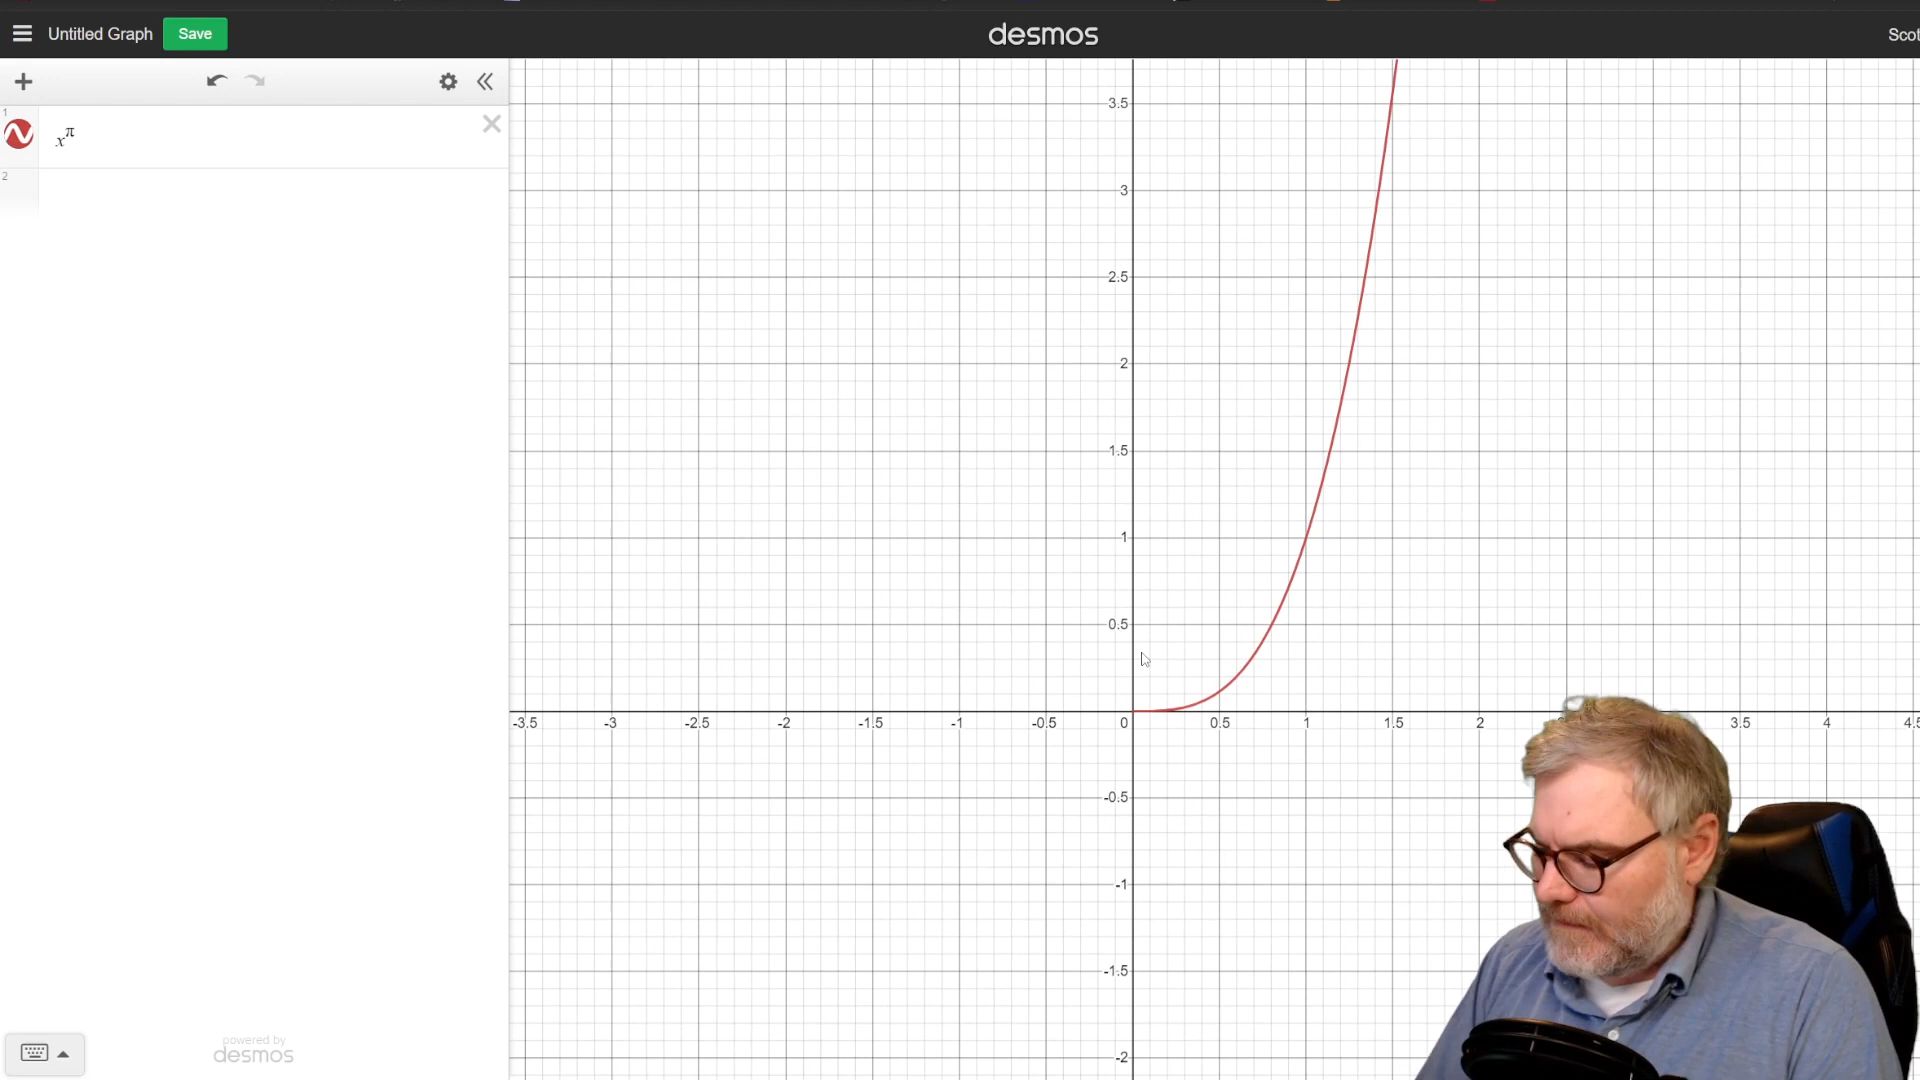 Untitled Graph Save desmos Scot
1
x^π
2
3.5
3
2.5
2
1.5
1
0.5
-3.5 -3 -2.5 -2 -1.5 -1 -0.5 0 0.5 1 1.5 2 3.5 4 4.5
-0.5
-1
-1.5
-2
powered by
desmos